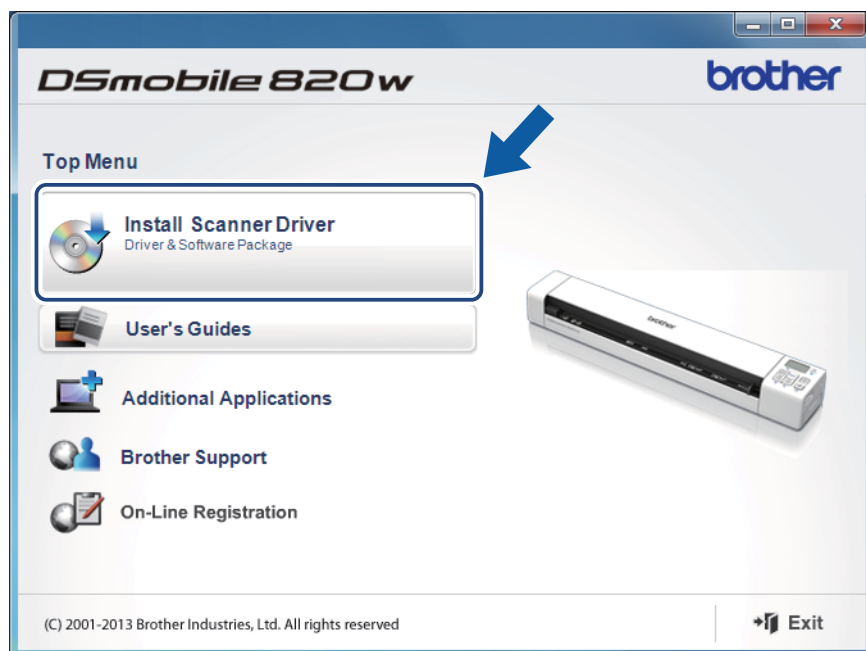 DSmobile 820w
brother
Top Menu
Install Scanner Driver
Driver & Software Package
User's Guides
Additional Applications
Brother Support
On-Line Registration
brother
(C) 2001-2013 Brother Industries, Ltd. All rights reserved
Exit